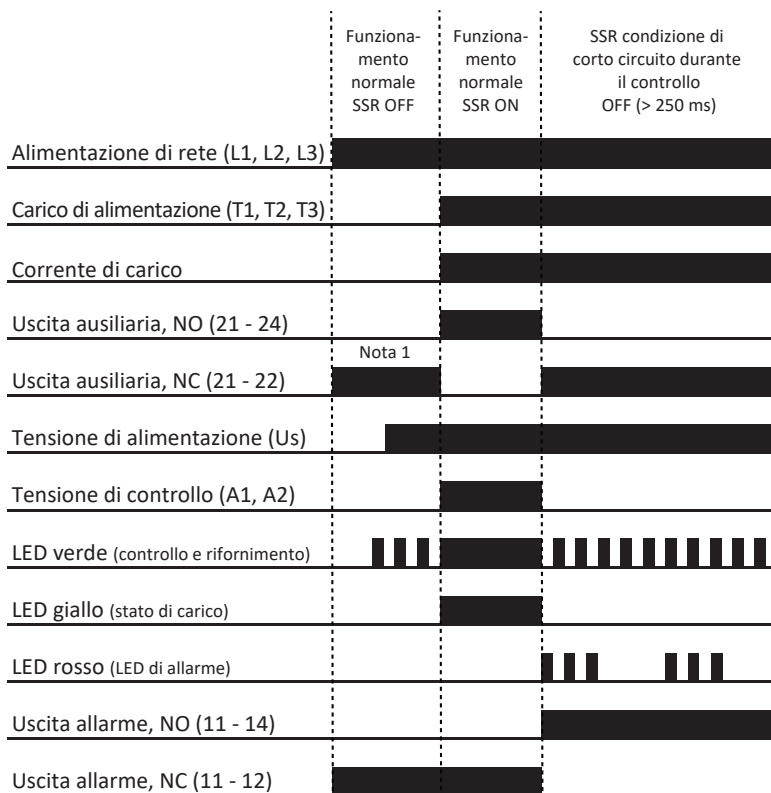 Funziona-
mento
normale
SSR OFF
Funziona-
mento
normale
SSR ON
SSR condizione di
corto circuito durante
il controllo
OFF (> 250 ms)
Alimentazione di rete (L1, L2, L3)
Carico di alimentazione (T1, T2, T3)
Corrente di carico
Uscita ausiliaria, NO (21 - 24)
Nota 1
Uscita ausiliaria, NC (21 - 22)
Tensione di alimentazione (Us)
Tensione di controllo (A1, A2)
LED verde (controllo e rifornimento)
LED giallo (stato di carico)
LED rosso (LED di allarme)
Uscita allarme, NO (11 - 14)
Uscita allarme, NC (11 - 12)